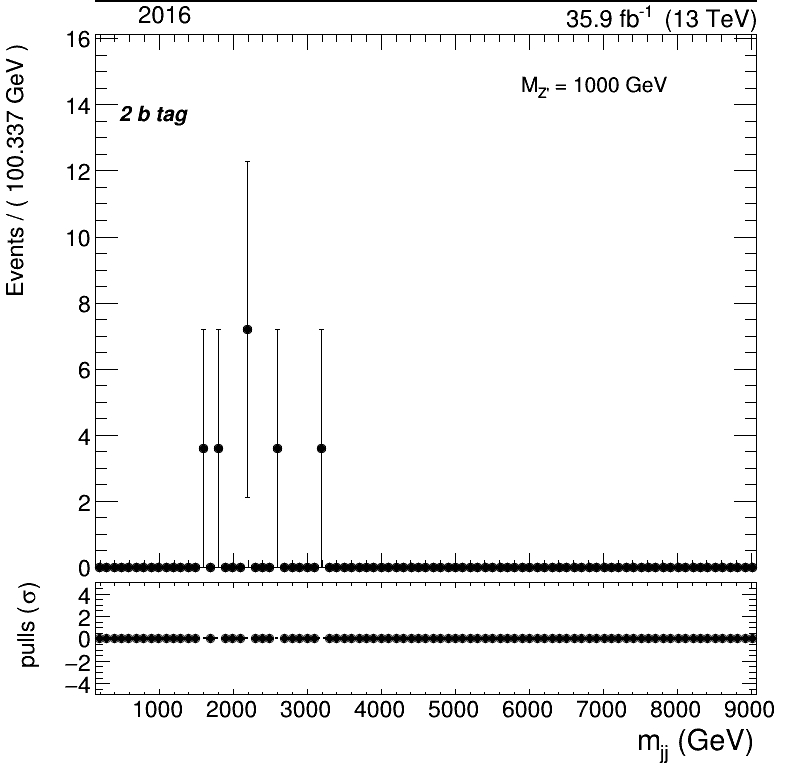 2016 35.9 fb⁻¹ (13 TeV)
Events / ( 100.337 GeV )
16
14
12
10
8
6
4
2
0
2 b tag
M_Z' = 1000 GeV
pulls (σ)
4
2
0
−2
−4
1000 2000 3000 4000 5000 6000 7000 8000 9000
m_jj (GeV)